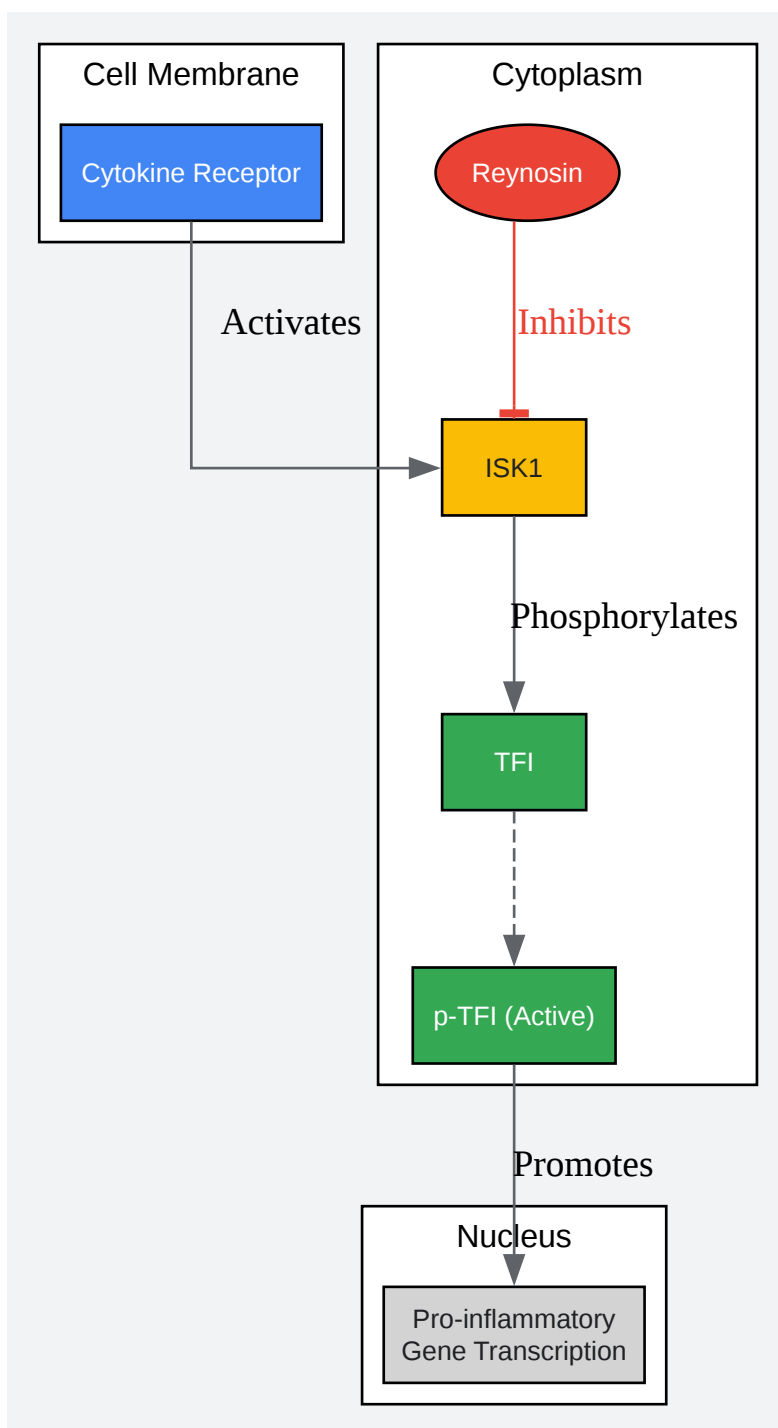 Cell Membrane
Cytoplasm
Cytokine Receptor
Reynosin
Activates
Inhibits
ISK1
Phosphorylates
TFI
p-TFI (Active)
Promotes
Nucleus
Pro-inflammatory
Gene Transcription